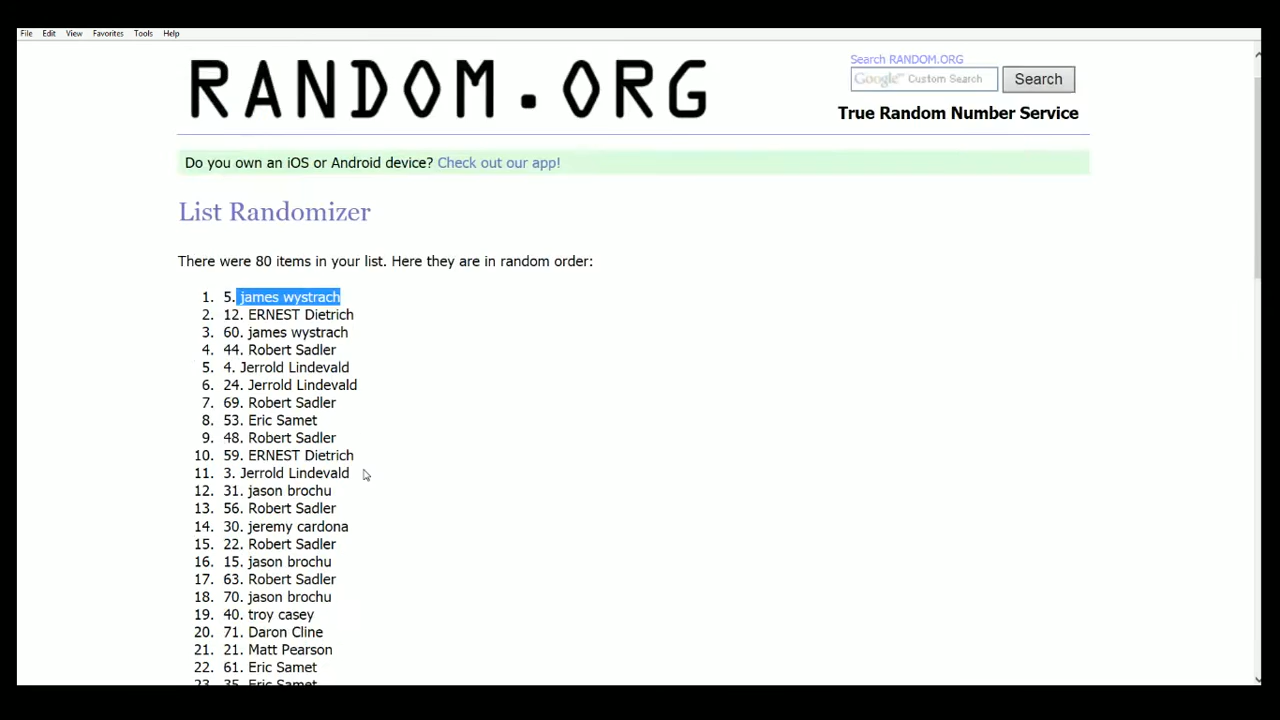 File Edit View Favorites Tools Help
RANDOM.ORG
Search RANDOM.ORG
Google™ Custom Search Search
True Random Number Service
Do you own an iOS or Android device? Check out our app!
List Randomizer
There were 80 items in your list. Here they are in random order:
1. 5. james wystrach
2. 12. ERNEST Dietrich
3. 60. james wystrach
4. 44. Robert Sadler
5. 4. Jerrold Lindevald
6. 24. Jerrold Lindevald
7. 69. Robert Sadler
8. 53. Eric Samet
9. 48. Robert Sadler
10. 59. ERNEST Dietrich
11. 3. Jerrold Lindevald
12. 31. jason brochu
13. 56. Robert Sadler
14. 30. jeremy cardona
15. 22. Robert Sadler
16. 15. jason brochu
17. 63. Robert Sadler
18. 70. jason brochu
19. 40. troy casey
20. 71. Daron Cline
21. 21. Matt Pearson
22. 61. Eric Samet
23. 35. Eric Samet